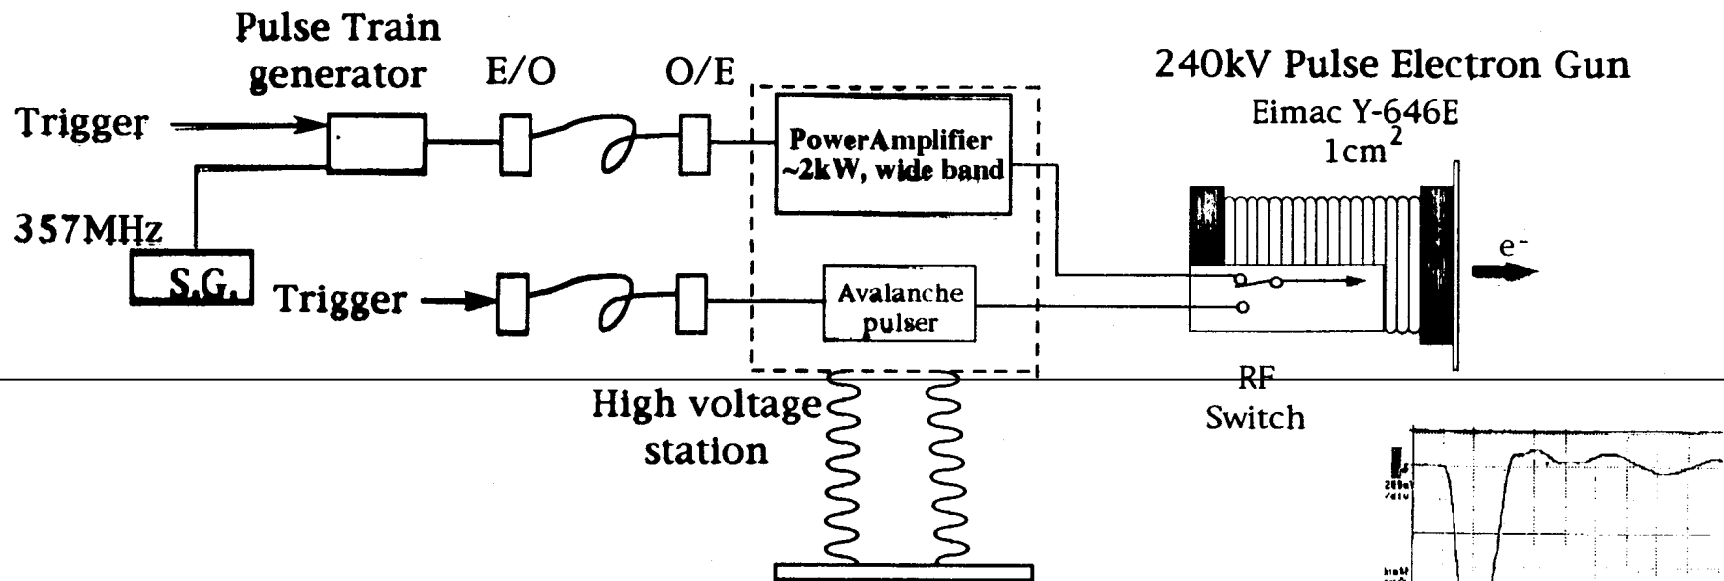 Pulse Train
generator
E/O
O/E
240kV Pulse Electron Gun
Eimac Y-646E
1cm2
Trigger
PowerAmplifier
~2kW, wide band
357MHz
S.G.
e-
Trigger
Avalanche
pulser
RF
Switch
High voltage
station
/div